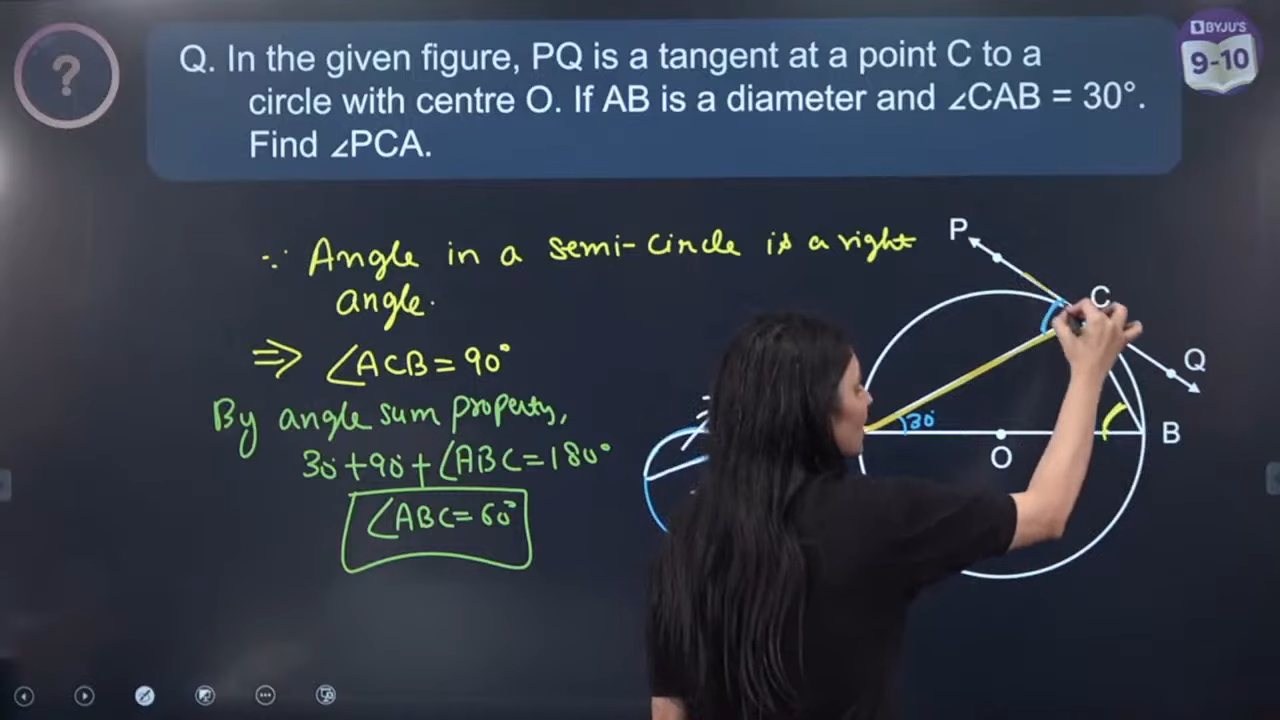 ?
Q. In the given figure, PQ is a tangent at a point C to a
circle with centre O. If AB is a diameter and ∠CAB = 30°.
Find ∠PCA.
BYJU'S
9-10
∵ Angle in a semi-circle is a right
angle.
⇒ ∠ACB = 90°
By angle sum property,
30° + 90° + ∠ABC = 180°
∠ABC = 60°
P
C
Q
30°
B
O